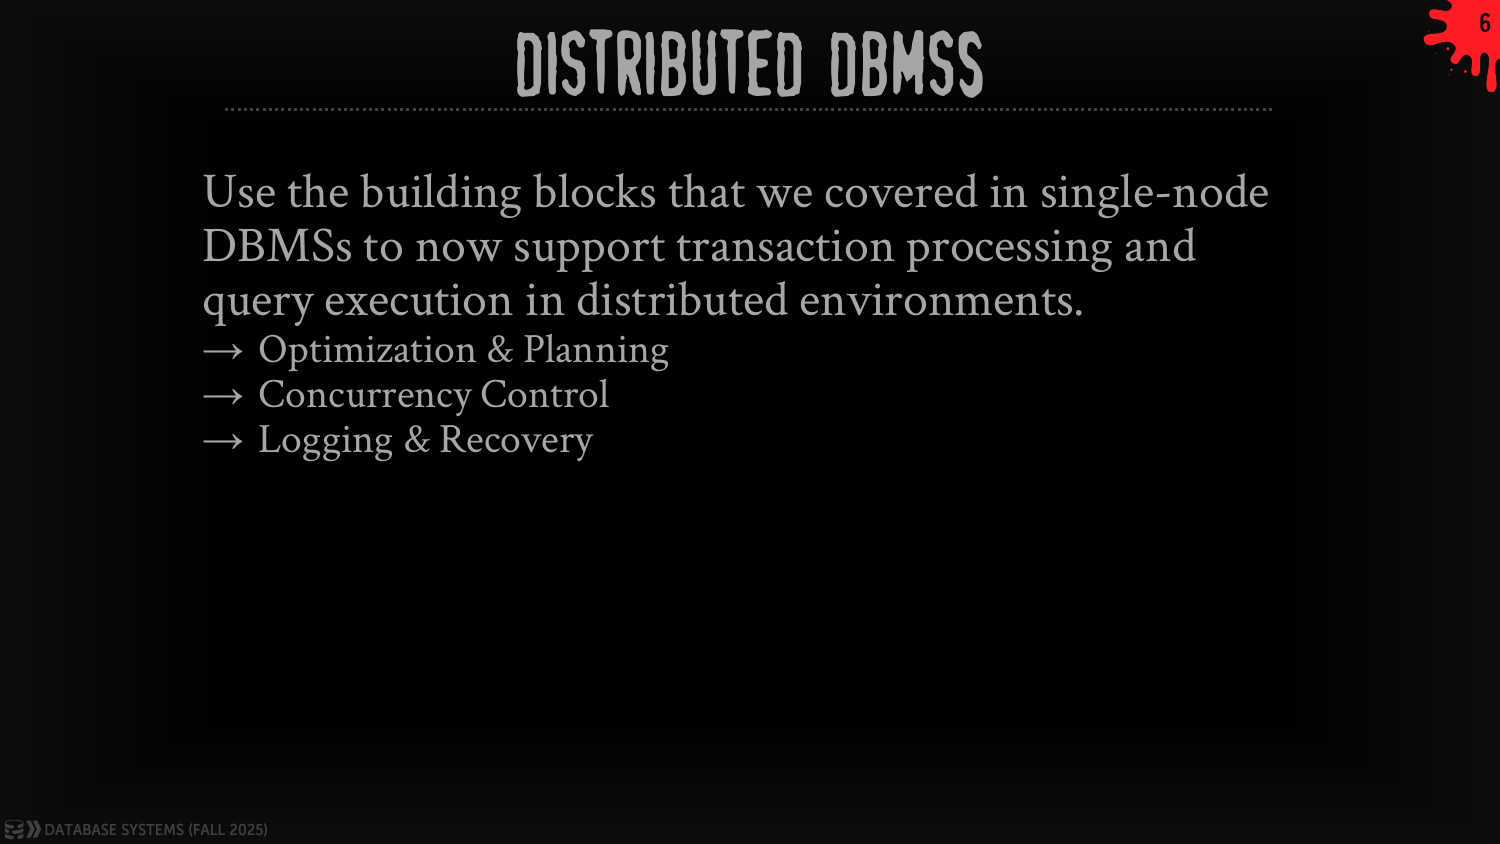 DISTRIBUTED DBMSS
6
Use the building blocks that we covered in single-node
DBMSs to now support transaction processing and
query execution in distributed environments.
→ Optimization & Planning
→ Concurrency Control
→ Logging & Recovery
DATABASE SYSTEMS (FALL 2025)